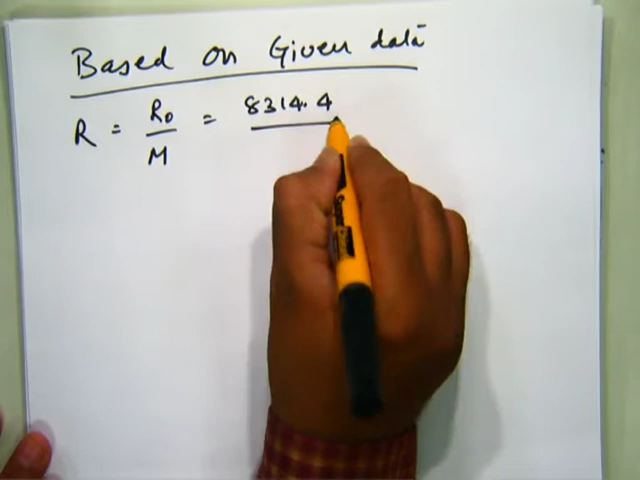 Based on Given data
R = R0/M = 8314.4